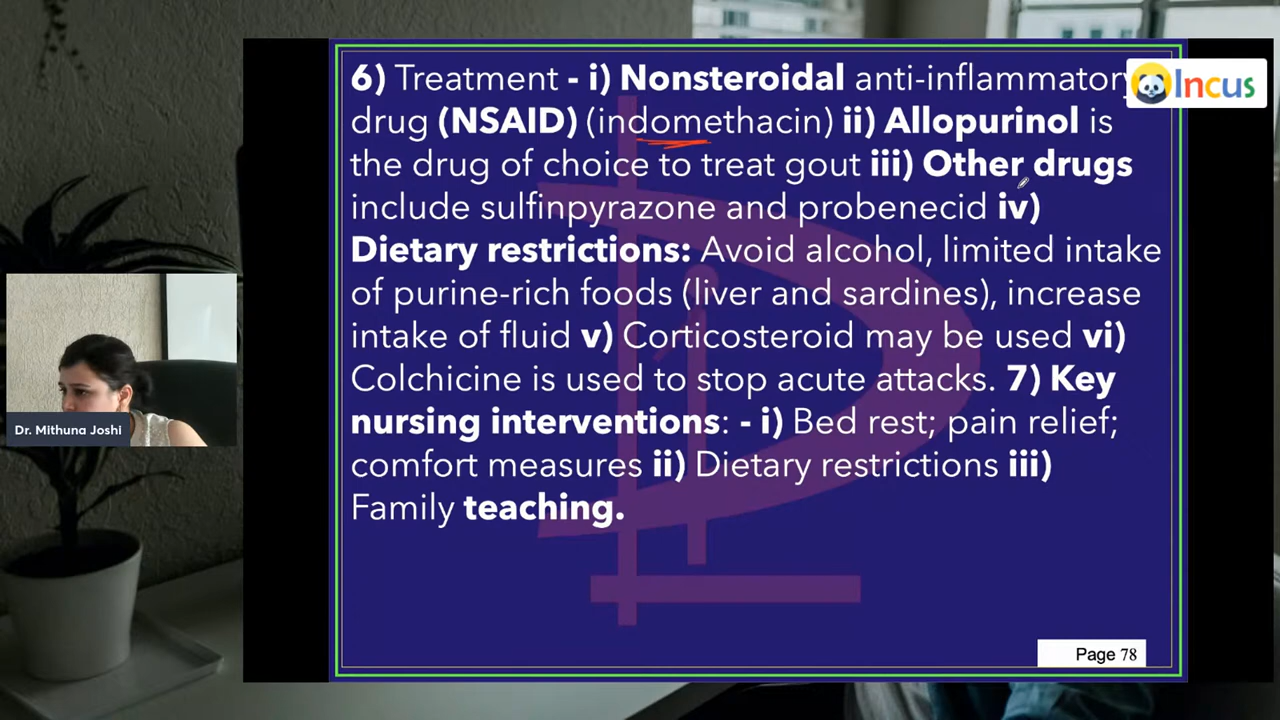 6) Treatment - i) Nonsteroidal anti-inflammatory
drug (NSAID) (indomethacin) ii) Allopurinol is
the drug of choice to treat gout iii) Other drugs
include sulfinpyrazone and probenecid iv)
Dietary restrictions: Avoid alcohol, limited intake
of purine-rich foods (liver and sardines), increase
intake of fluid v) Corticosteroid may be used vi)
Colchicine is used to stop acute attacks. 7) Key
nursing interventions: - i) Bed rest; pain relief;
comfort measures ii) Dietary restrictions iii)
Family teaching.
Page 78
Incus
Dr. Mithuna Joshi